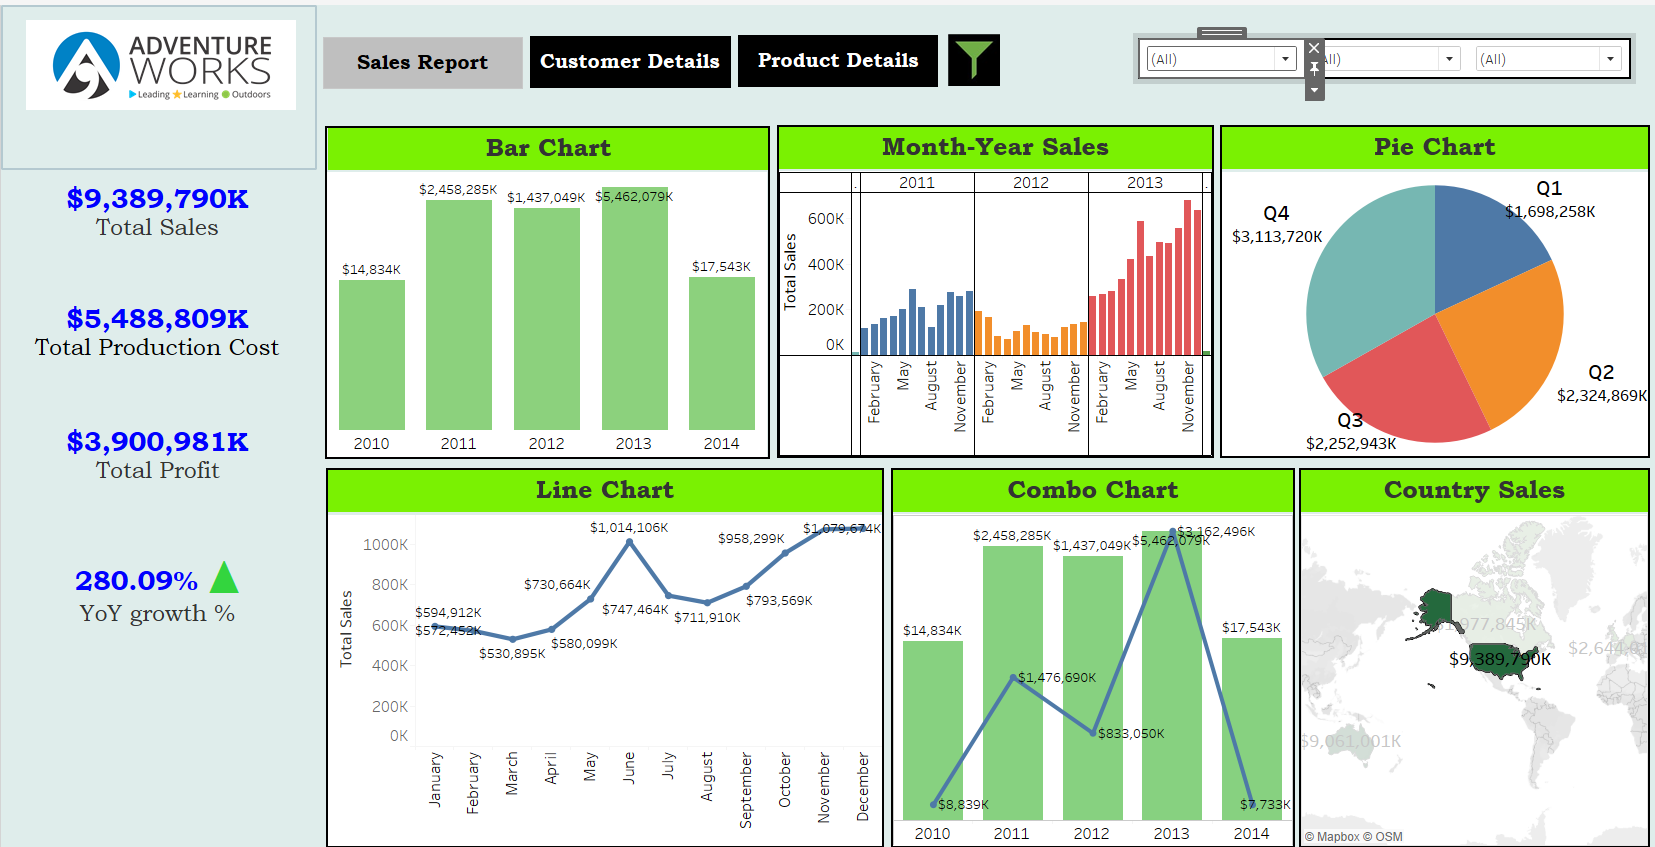 ADVENTURE
WORKS
Leading Learning Outdoors
Sales Report
Customer Details
Product Details
(All)
All)
(All)
$9,389,790K
Total Sales
$5,488,809K
Total Production Cost
$3,900,981K
Total Profit
280.09%
YoY growth %
Bar Chart
$14,834K
$2,458,285K
$1,437,049K
$5,462,079K
$17,543K
2010
2011
2012
2013
2014
Month-Year Sales
2011
2012
2013
Total Sales
600K
400K
200K
0K
February
May
August
November
February
May
August
November
February
May
August
November
Pie Chart
Q1
$1,698,258K
Q4
$3,113,720K
Q2
$2,324,869K
Q3
$2,252,943K
Line Chart
Total Sales
1000K
800K
600K
400K
200K
0K
$594,912K
$572,452K
$530,895K
$580,099K
$730,664K
$1,014,106K
$747,464K
$711,910K
$793,569K
$958,299K
$1,079,674K
January
February
March
April
May
June
July
August
September
October
November
December
Combo Chart
$14,834K
$2,458,285K
$1,437,049K
$5,462,079K
$17,543K
$8,839K
$1,476,690K
$833,050K
$3,162,496K
$7,733K
2010
2011
2012
2013
2014
Country Sales
$1,977,845K
$9,389,790K
$9,061,001K
© Mapbox © OSM